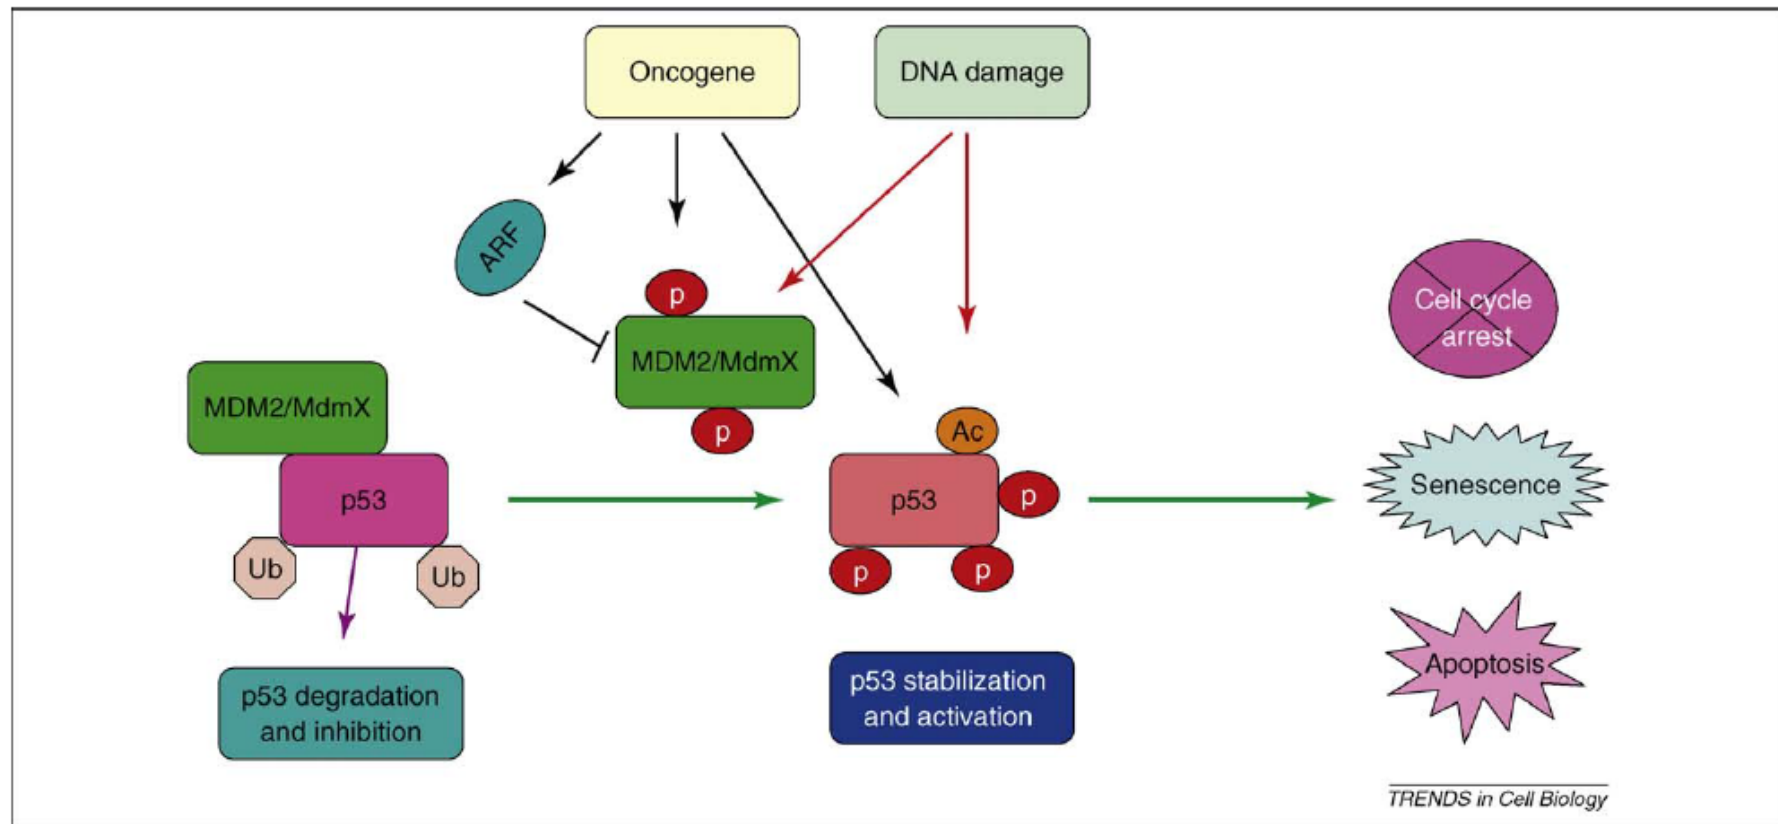 Oncogene
DNA damage
ARF
p
MDM2/MdmX
p
MDM2/MdmX
p53
Ub
Ub
p53 degradation
and inhibition
Ac
p53
p
p
p
p53 stabilization
and activation
Cell cycle
arrest
Senescence
Apoptosis
TRENDS in Cell Biology